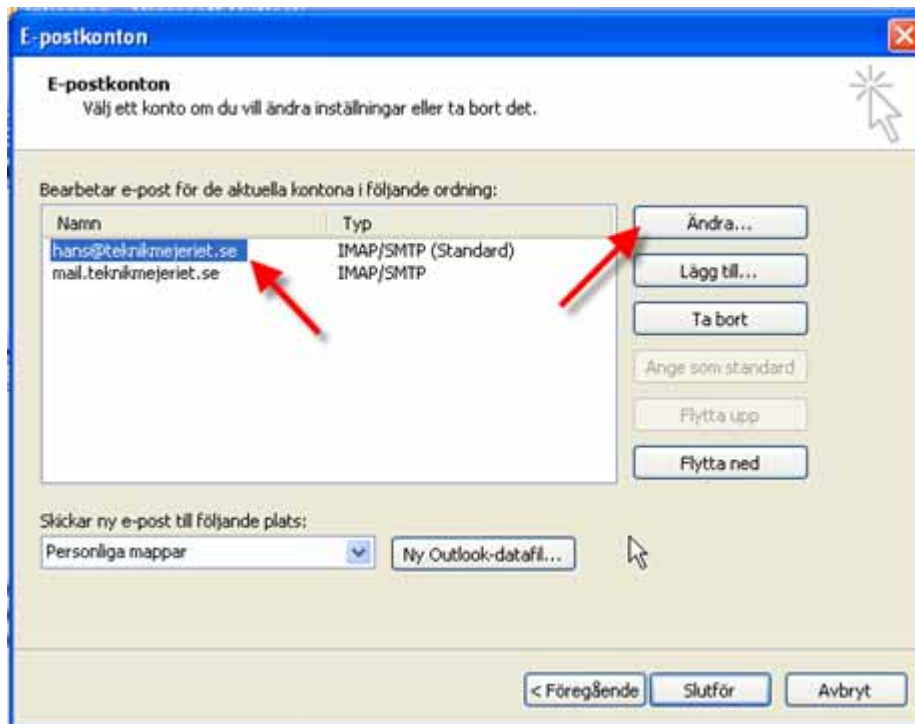 E-postkonton
E-postkonton
Välj ett konto om du vill ändra inställningar eller ta bort det.
Bearbetar e-post för de aktuella kontona i följande ordning:
Namn Typ
hans@teknikmejeriet.se IMAP/SMTP (Standard)
mail.teknikmejeriet.se IMAP/SMTP
Ändra...
Lägg till...
Ta bort
Ange som standard
Flytta upp
Flytta ned
Skickar ny e-post till följande plats:
Personliga mappar
Ny Outlook-datafil...
< Föregående Slutför Avbryt